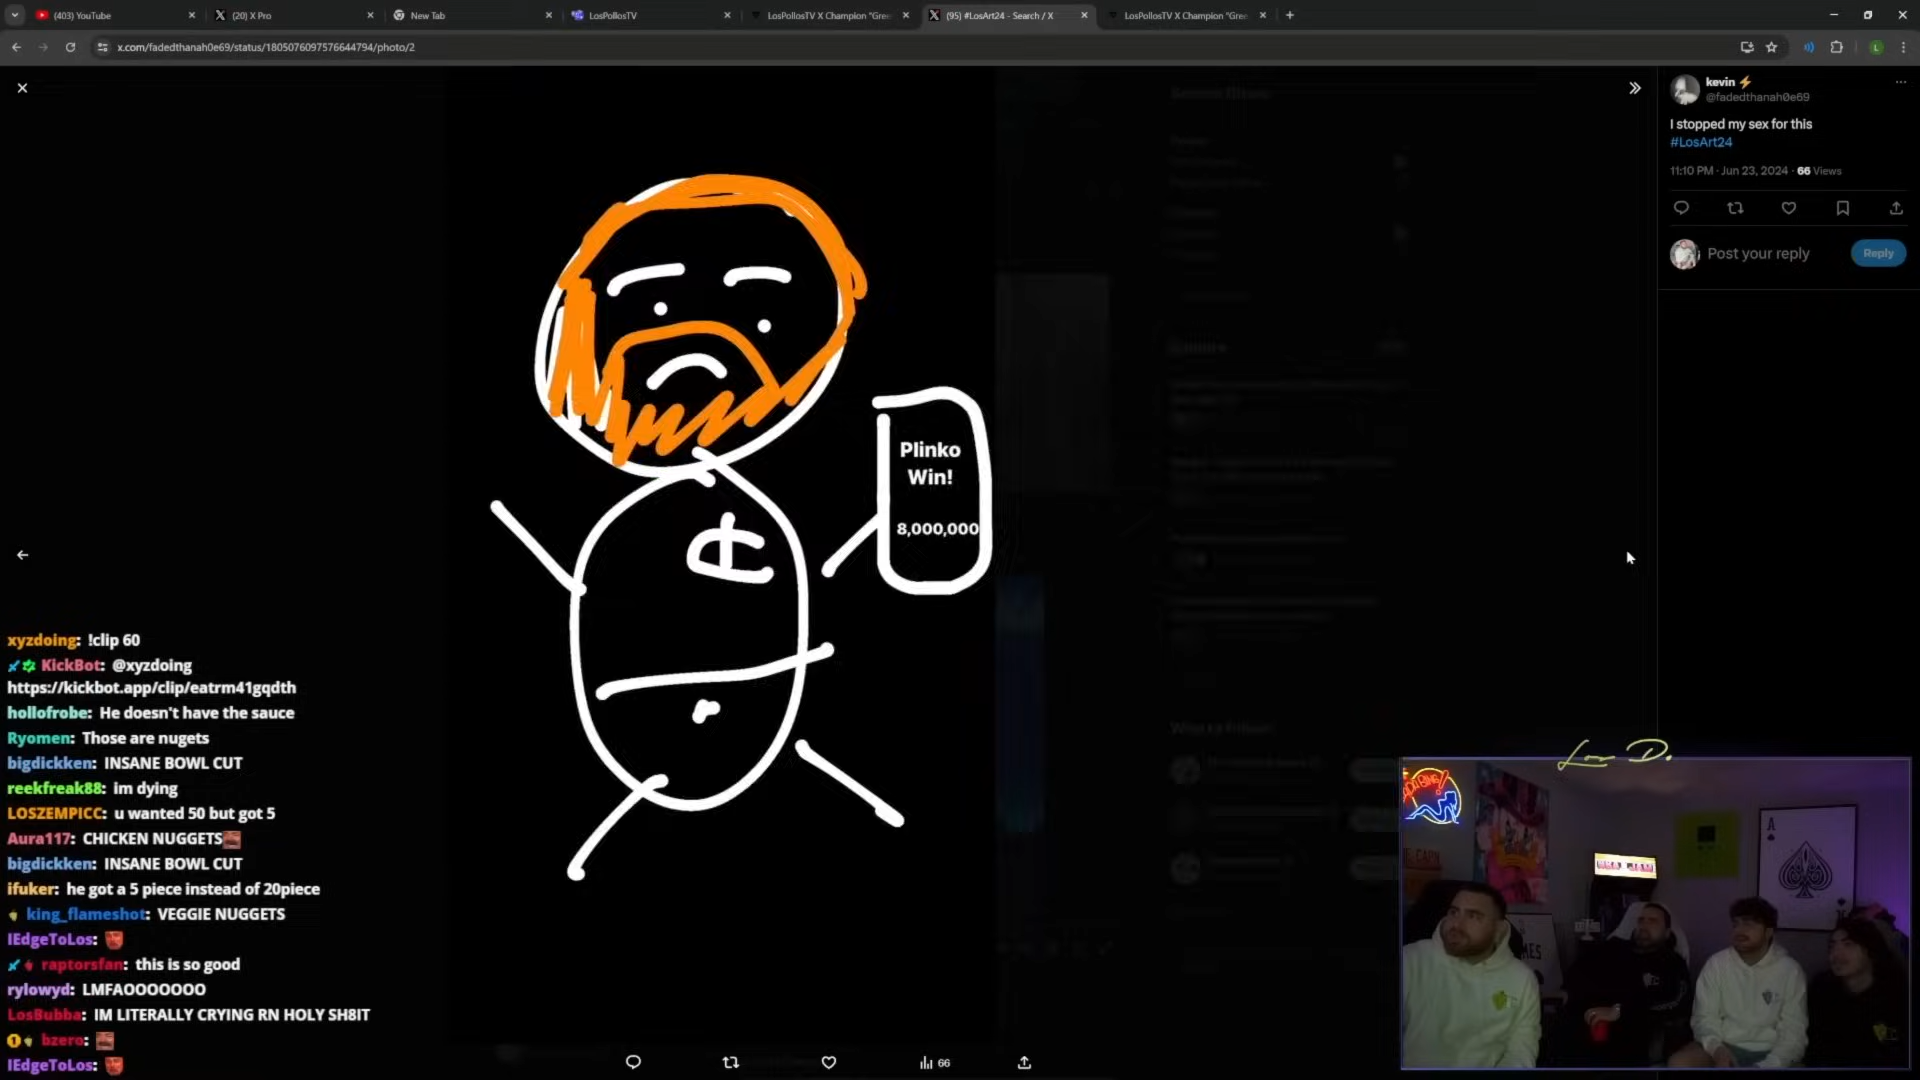 (403) YouTube
(20) X Pro
New Tab
LosPollosTV
LosPollosTV X Champion "Gree
(95) #LosArt24 - Search / X
LosPollosTV X Champion "Gree
x.com/fadedthanah0e69/status/1805076097576644794/photo/2
L
kevin⚡
@fadedthanah0e69
I stopped my sex for this
#LosArt24
11:10 PM · Jun 23, 2024 · 66 Views
Post your reply
Reply
Plinko
Win!
8,000,000
xyzdoing: !clip 60
KickBot: @xyzdoing
https://kickbot.app/clip/eatrm41gqdth
hollofrobe: He doesn't have the sauce
Ryomen: Those are nugets
bigdickken: INSANE BOWL CUT
reekfreak88: im dying
LOSZEMPICC: u wanted 50 but got 5
Aura117: CHICKEN NUGGETS
bigdickken: INSANE BOWL CUT
ifuker: he got a 5 piece instead of 20piece
king_flameshot: VEGGIE NUGGETS
IEdgeToLos:
raptorsfan: this is so good
rylowyd: LMFAOOOOOOO
LosBubba: IM LITERALLY CRYING RN HOLY SH8IT
bzero:
IEdgeToLos:
66
Los D.
A